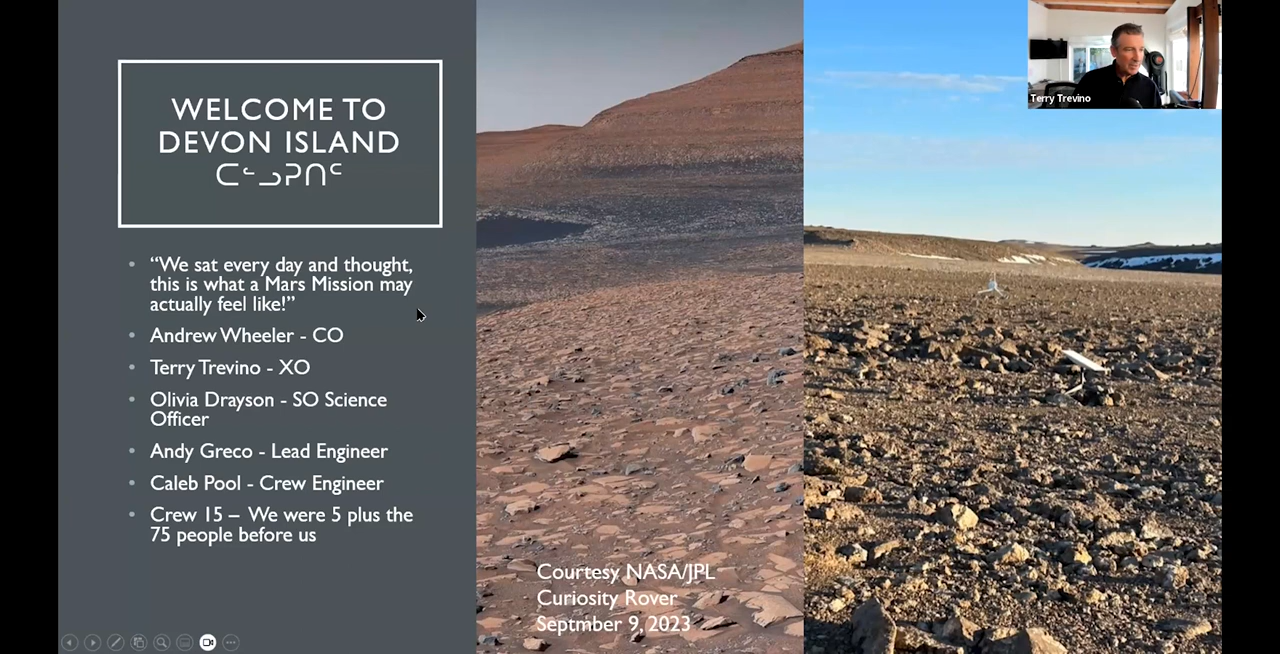 WELCOME TO
DEVON ISLAND
ᑕᓪᓗᕈᑎᑦ
“We sat every day and thought,
this is what a Mars Mission may
actually feel like!”
Andrew Wheeler - CO
Terry Trevino - XO
Olivia Drayson - SO Science
Officer
Andy Greco - Lead Engineer
Caleb Pool - Crew Engineer
Crew 15 – We were 5 plus the
75 people before us
Courtesy NASA/JPL
Curiosity Rover
Septmber 9, 2023
Terry Trevino